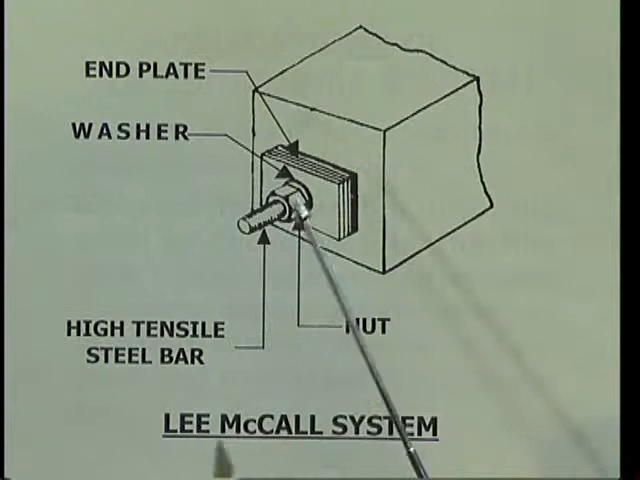 END PLATE
WASHER
HIGH TENSILE
STEEL BAR
NUT
LEE McCALL SYSTEM